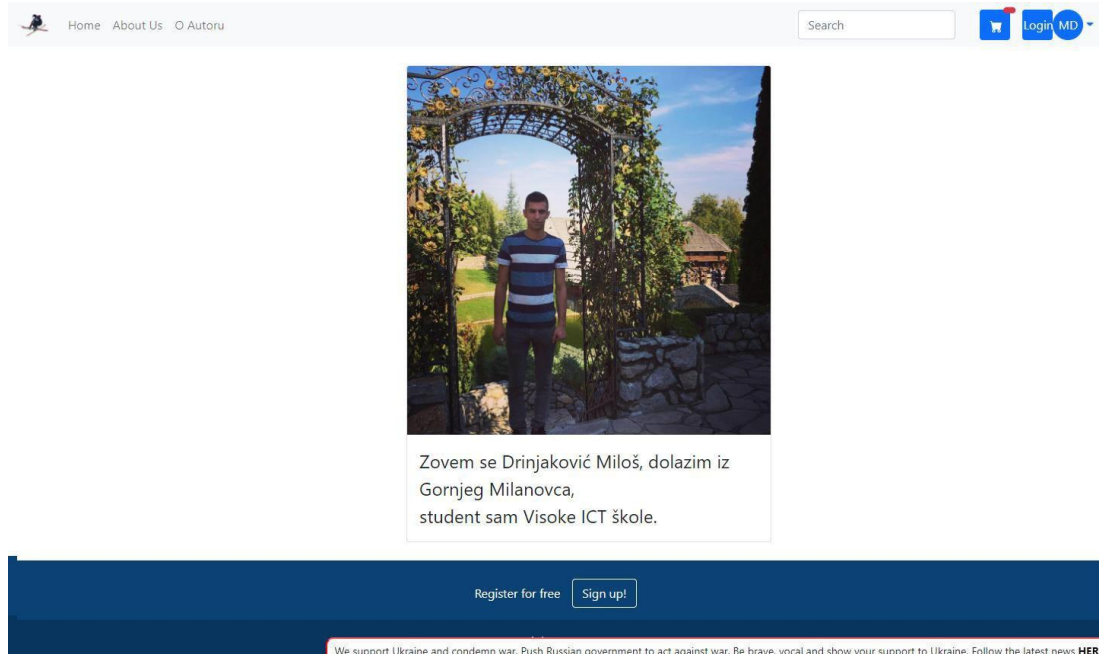 Home About Us O Autoru Search Login MD
Zovem se Drinjaković Miloš, dolazim iz
Gornjeg Milanovca,
student sam Visoke ICT škole.
Register for free Sign up!
We support Ukraine and condemn war. Push Russian government to act against war. Be brave, vocal and show your support to Ukraine. Follow the latest news HER